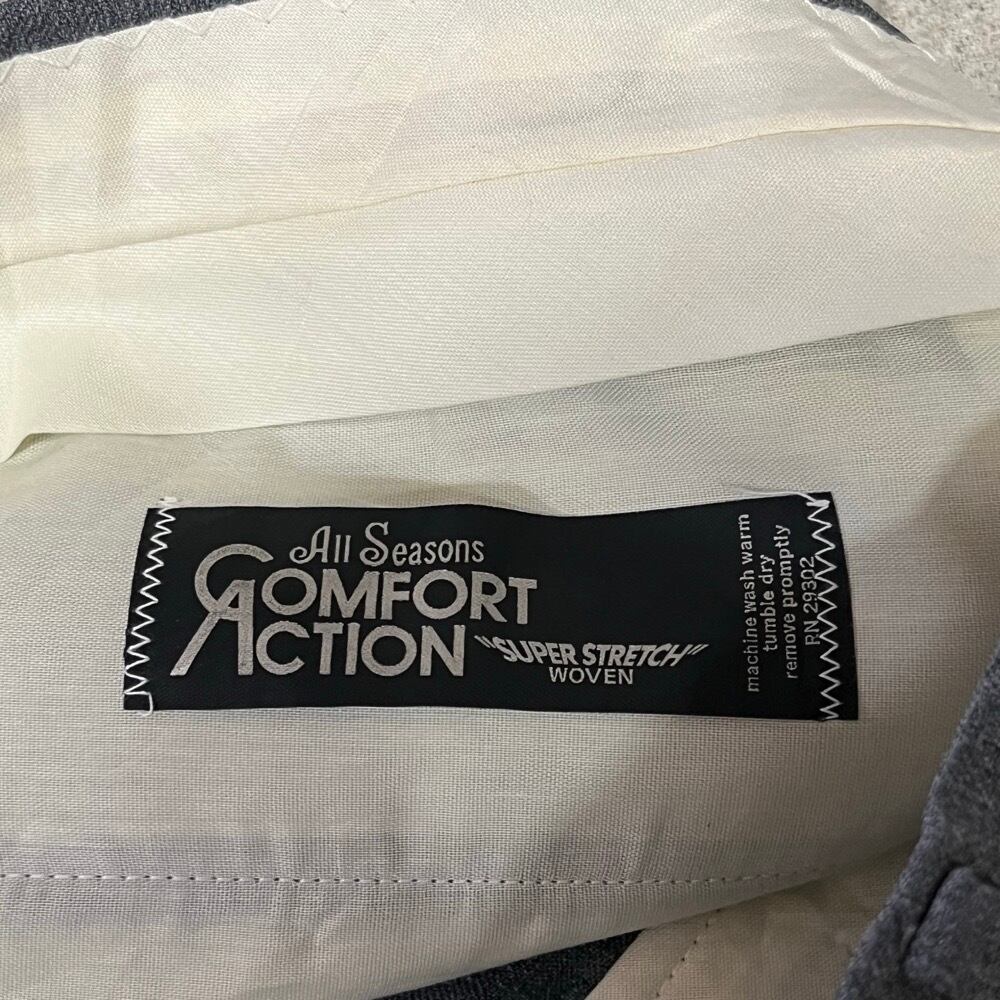 All Seasons
COMFORT
ACTION
"SUPER STRETCH"
WOVEN
machine wash warm
tumble dry
remove promptly
RN 29302